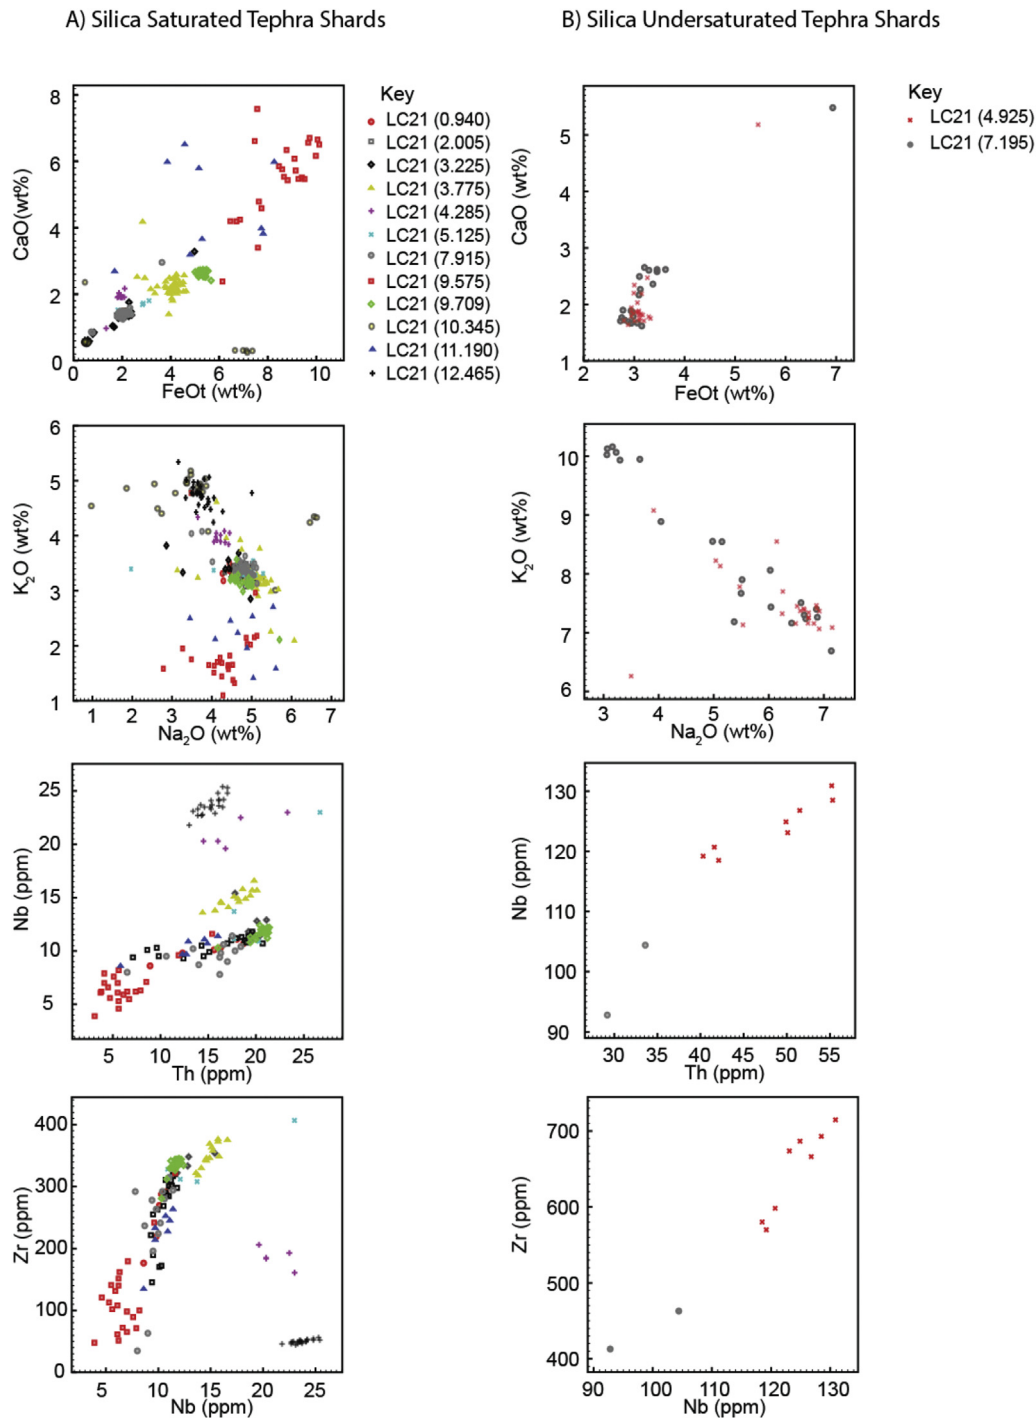 A) Silica Saturated Tephra Shards
B) Silica Undersaturated Tephra Shards
8
6
4
2
0
CaO(wt%)
0 2 4 6 8 10
FeOt (wt%)
Key
LC21 (0.940)
LC21 (2.005)
LC21 (3.225)
LC21 (3.775)
LC21 (4.285)
LC21 (5.125)
LC21 (7.915)
LC21 (9.575)
LC21 (9.709)
LC21 (10.345)
LC21 (11.190)
LC21 (12.465)
5
4
3
2
1
CaO (wt%)
2 3 4 5 6 7
FeOt (wt%)
Key
LC21 (4.925)
LC21 (7.195)
6
5
4
3
2
1
K2O (wt%)
1 2 3 4 5 6 7
Na2O (wt%)
10
9
8
7
6
K2O (wt%)
3 4 5 6 7
Na2O (wt%)
25
20
15
10
5
Nb (ppm)
5 10 15 20 25
Th (ppm)
130
120
110
100
90
Nb (ppm)
30 35 40 45 50 55
Th (ppm)
400
300
200
100
0
Zr (ppm)
5 10 15 20 25
Nb (ppm)
700
600
500
400
Zr (ppm)
90 100 110 120 130
Nb (ppm)